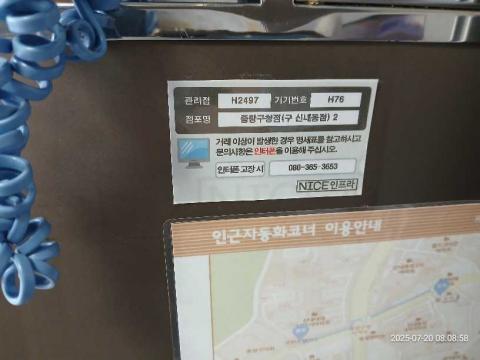 관리점 H2497 기기번호 H76
점포명 중랑구청점(구 신내동점) 2
거래 이상이 발생한 경우 명세표를 참고하시고
문의사항은 인터폰을 이용해 주십시오.
인터폰 고장 시 080-365-3653
NICE인프라
인근자동화코너 이용안내
2025-07-20 08:08:58